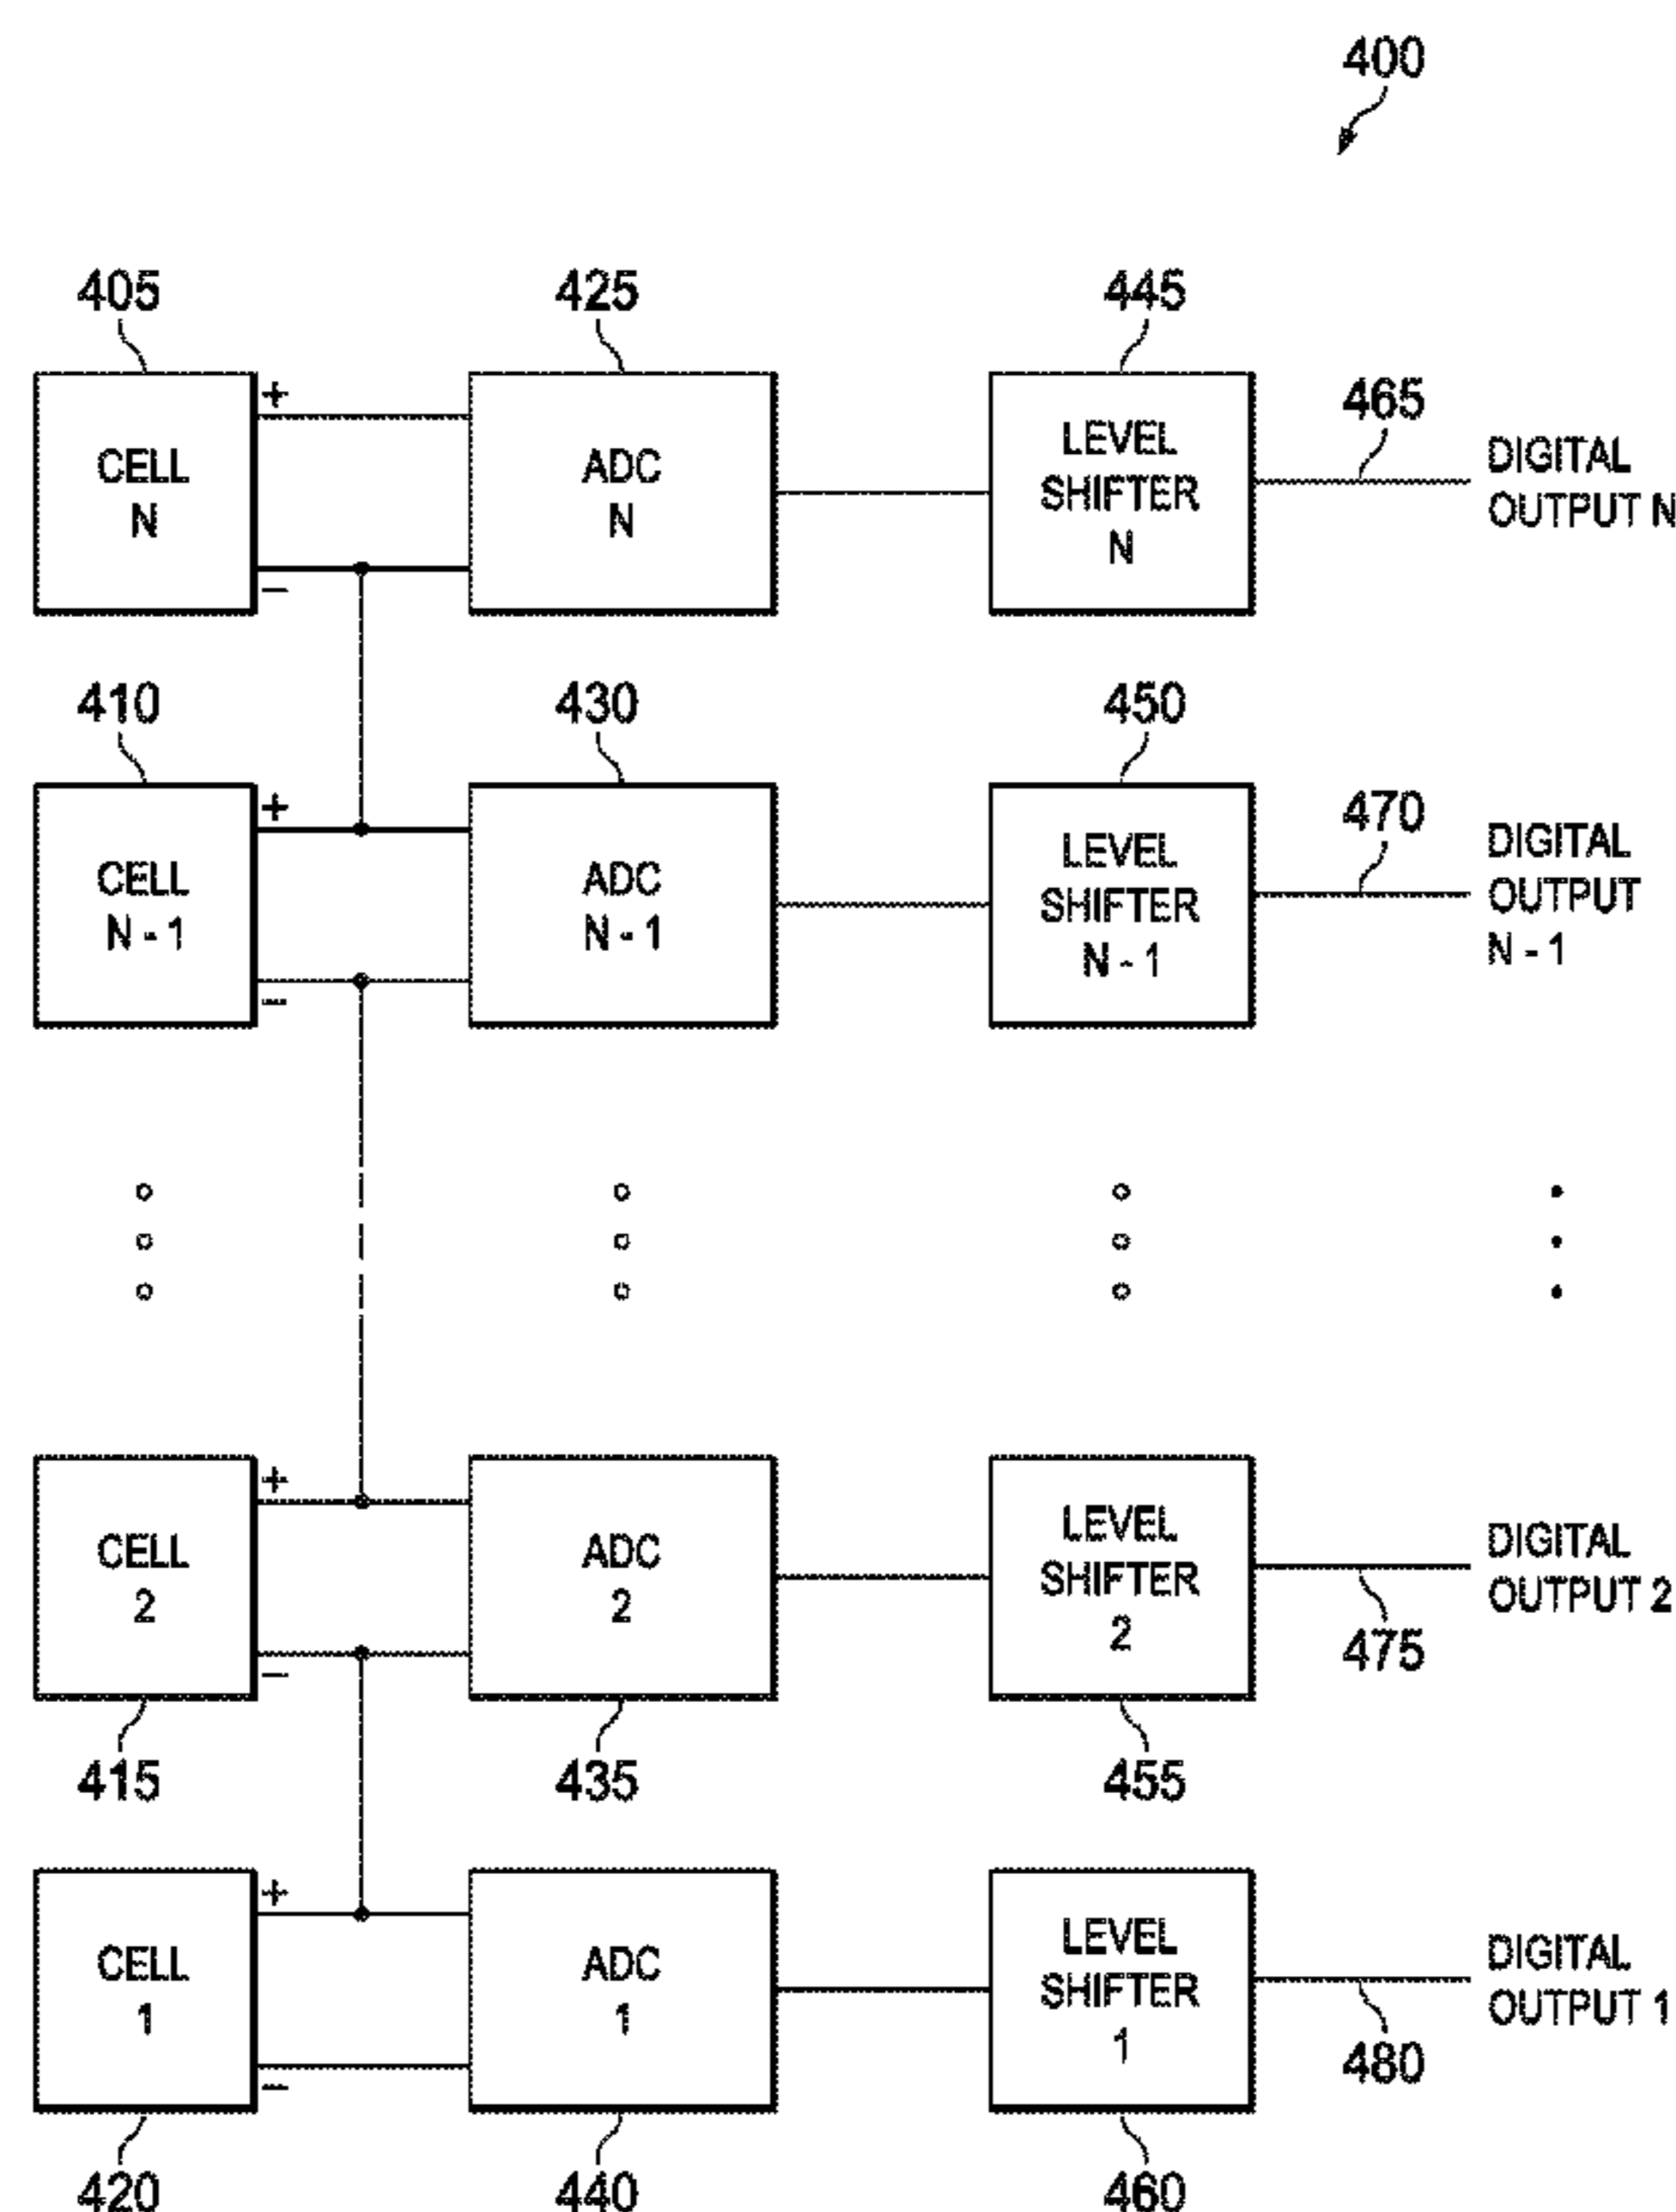 400
405 425 445
CELL
N
+
−
ADC
N
LEVEL
SHIFTER
N
465
DIGITAL
OUTPUT N
410 430 450
CELL
N - 1
+
−
ADC
N - 1
LEVEL
SHIFTER
N - 1
470
DIGITAL
OUTPUT
N - 1
CELL
2
+
−
ADC
2
LEVEL
SHIFTER
2
DIGITAL
OUTPUT 2
475
415 435 455
CELL
1
+
−
ADC
1
LEVEL
SHIFTER
1
DIGITAL
OUTPUT 1
480
420 440 460